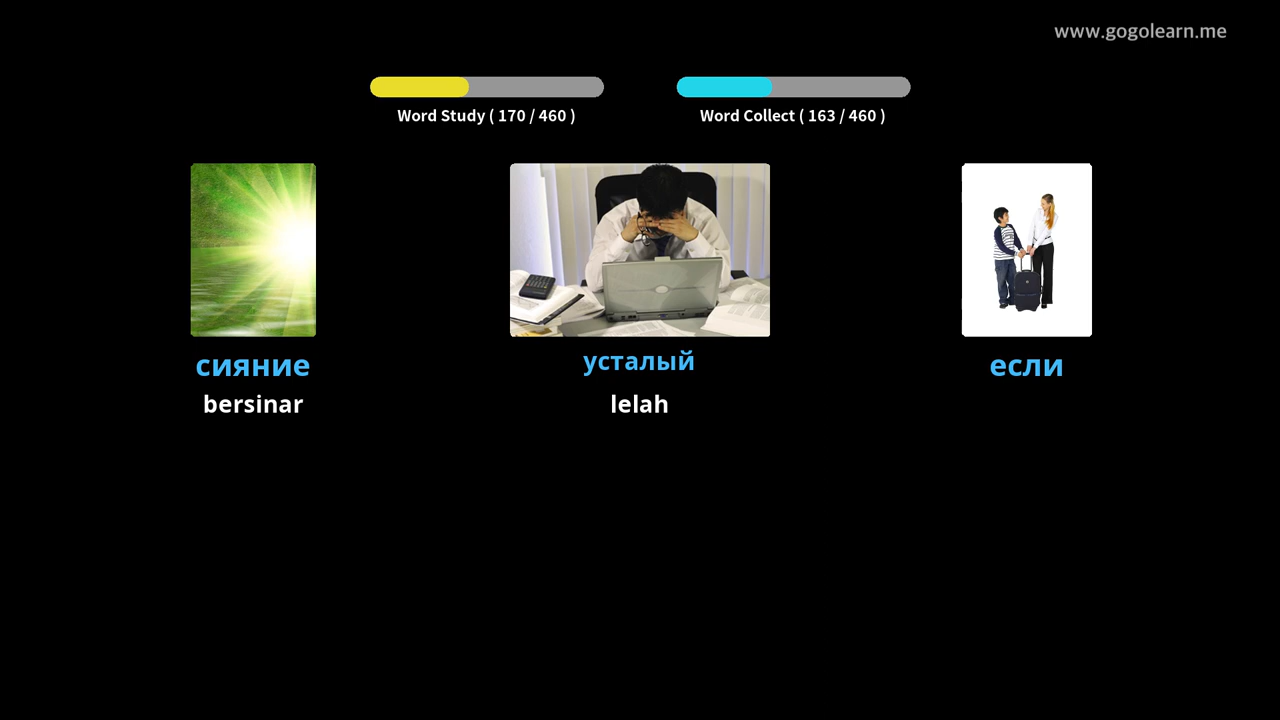 www.gogolearn.me
Word Study ( 170 / 460 )
Word Collect ( 163 / 460 )
сияние
усталый
если
bersinar
lelah